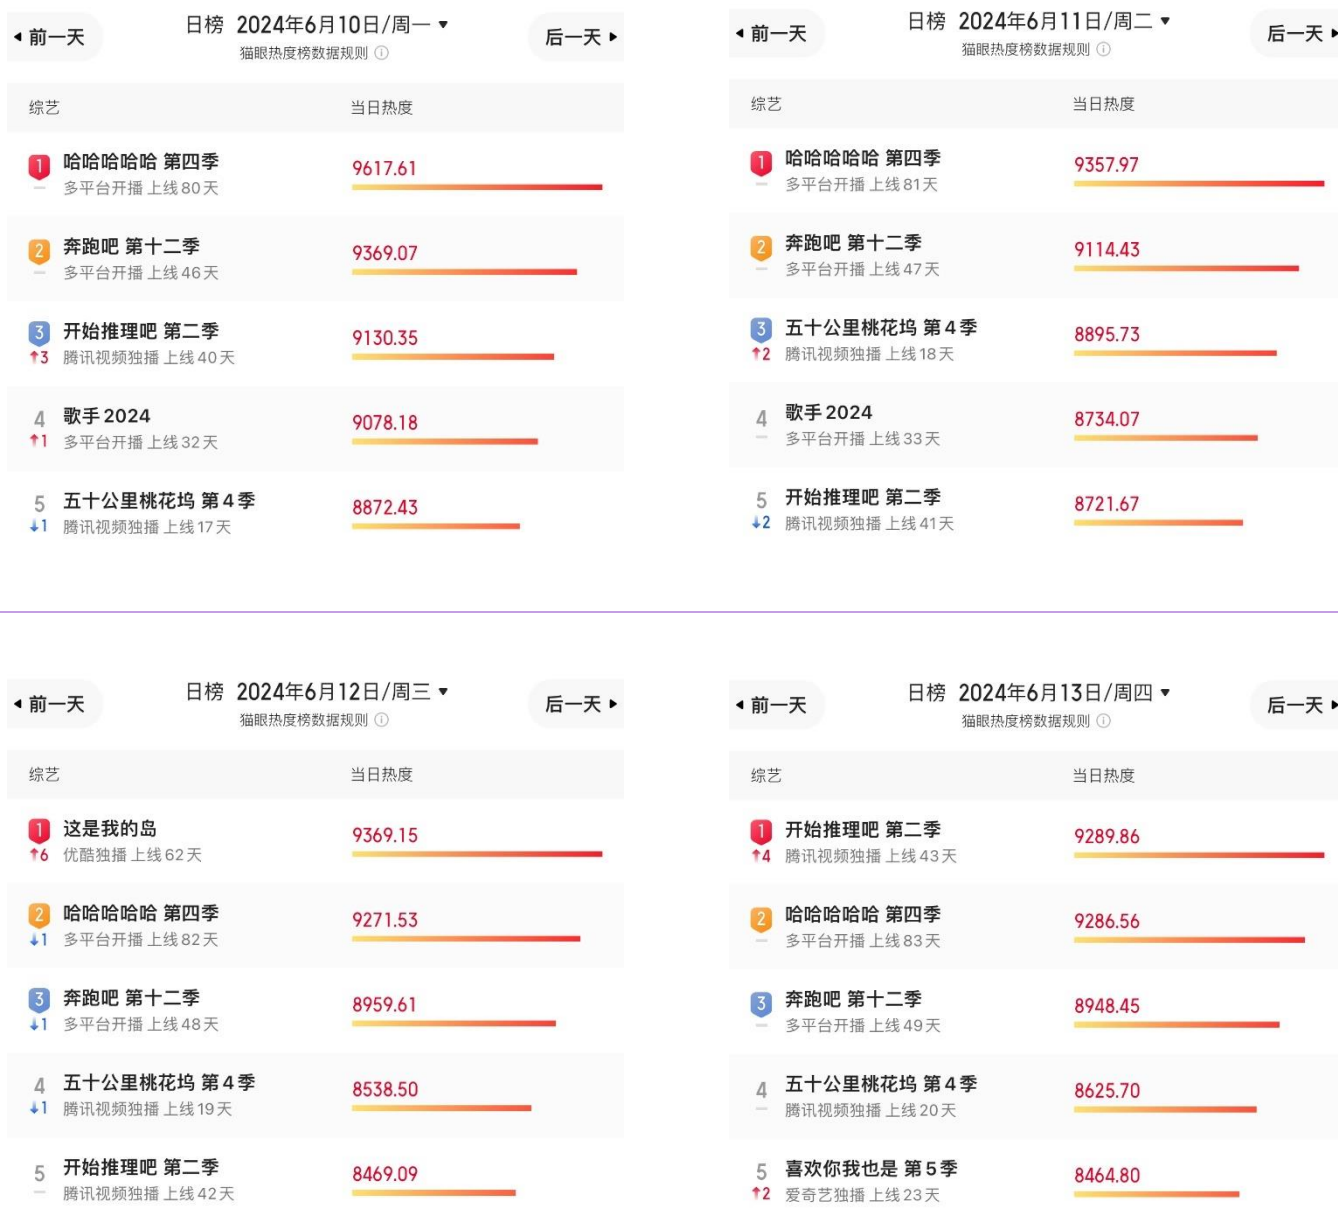 前一天
日榜 2024年6月10日/周一
后一天
猫眼热度榜数据规则
综艺 当日热度
1 哈哈哈哈哈 第四季 9617.61
多平台开播 上线80天
2 奔跑吧 第十二季 9369.07
多平台开播 上线46天
3 开始推理吧 第二季 9130.35
↑3 腾讯视频独播 上线40天
4 歌手2024 9078.18
↑1 多平台开播 上线32天
5 五十公里桃花坞 第4季 8872.43
↓1 腾讯视频独播 上线17天
前一天
日榜 2024年6月11日/周二
后一天
猫眼热度榜数据规则
综艺 当日热度
1 哈哈哈哈哈 第四季 9357.97
多平台开播 上线81天
2 奔跑吧 第十二季 9114.43
多平台开播 上线47天
3 五十公里桃花坞 第4季 8895.73
↑2 腾讯视频独播 上线18天
4 歌手2024 8734.07
多平台开播 上线33天
5 开始推理吧 第二季 8721.67
↓2 腾讯视频独播 上线41天
前一天
日榜 2024年6月12日/周三
后一天
猫眼热度榜数据规则
综艺 当日热度
1 这是我的岛 9369.15
↑6 优酷独播 上线62天
2 哈哈哈哈哈 第四季 9271.53
↓1 多平台开播 上线82天
3 奔跑吧 第十二季 8959.61
↓1 多平台开播 上线48天
4 五十公里桃花坞 第4季 8538.50
↓1 腾讯视频独播 上线19天
5 开始推理吧 第二季 8469.09
腾讯视频独播 上线42天
前一天
日榜 2024年6月13日/周四
后一天
猫眼热度榜数据规则
综艺 当日热度
1 开始推理吧 第二季 9289.86
↑4 腾讯视频独播 上线43天
2 哈哈哈哈哈 第四季 9286.56
多平台开播 上线83天
3 奔跑吧 第十二季 8948.45
多平台开播 上线49天
4 五十公里桃花坞 第4季 8625.70
腾讯视频独播 上线20天
5 喜欢你我也是 第5季 8464.80
↑2 爱奇艺独播 上线23天